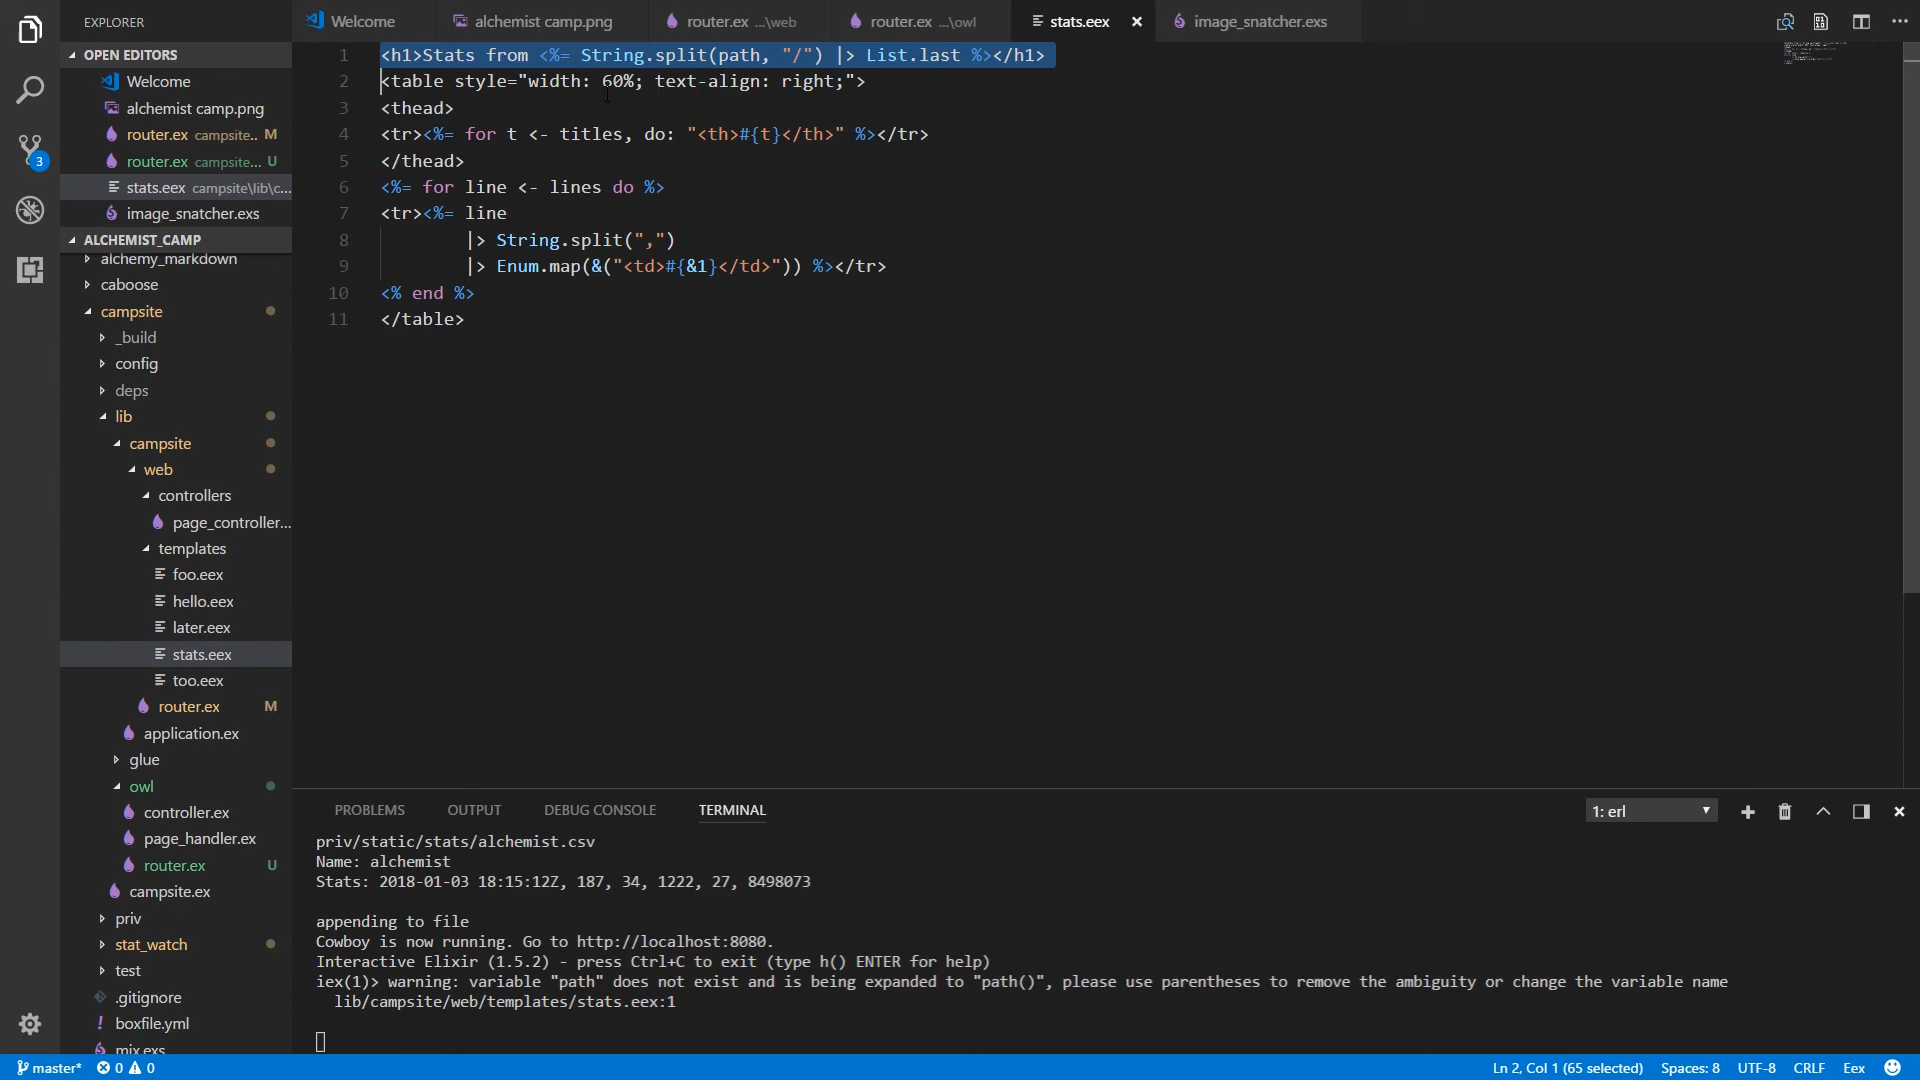 EXPLORER
OPEN EDITORS
Welcome
alchemist camp.png
router.ex campsite.. M
router.ex campsite... U
stats.eex campsite\lib\c...
image_snatcher.exs
ALCHEMIST_CAMP
alchemy_markdown
caboose
campsite
_build
config
deps
lib
campsite
web
controllers
page_controller...
templates
foo.eex
hello.eex
later.eex
stats.eex
too.eex
router.ex M
application.ex
glue
owl
controller.ex
page_handler.ex
router.ex U
campsite.ex
priv
stat_watch
test
.gitignore
boxfile.yml
mix.exs
3
Welcome
alchemist camp.png
router.ex ...\web
router.ex ...\owl
stats.eex
image_snatcher.exs
1 <h1>Stats from <%= String.split(path, "/") |> List.last %></h1>
2 <table style="width: 60%; text-align: right;">
3 <thead>
4 <tr><%= for t <- titles, do: "<th>#{t}</th>" %></tr>
5 </thead>
6 <%= for line <- lines do %>
7 <tr><%= line
8 |> String.split(",")
9 |> Enum.map(&("<td>#{&1}</td>")) %></tr>
10 <% end %>
11 </table>
PROBLEMS OUTPUT DEBUG CONSOLE TERMINAL
1: erl
priv/static/stats/alchemist.csv
Name: alchemist
Stats: 2018-01-03 18:15:12Z, 187, 34, 1222, 27, 8498073
appending to file
Cowboy is now running. Go to http://localhost:8080.
Interactive Elixir (1.5.2) - press Ctrl+C to exit (type h() ENTER for help)
iex(1)> warning: variable "path" does not exist and is being expanded to "path()", please use parentheses to remove the ambiguity or change the variable name
lib/campsite/web/templates/stats.eex:1
master* 0 0
Ln 2, Col 1 (65 selected) Spaces: 8 UTF-8 CRLF Eex